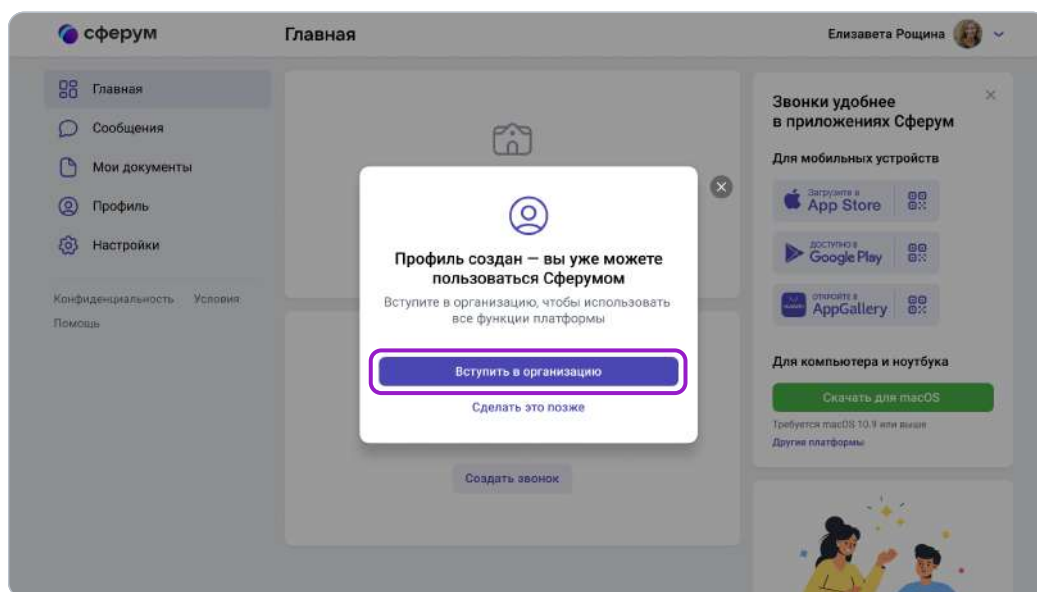 сферум
Главная
Елизавета Рощина
Главная
Сообщения
Мои документы
Профиль
Настройки
Конфиденциальность Условия
Помощь
Профиль создан — вы уже можете
пользоваться Сферумом
Вступите в организацию, чтобы использовать
все функции платформы
Вступить в организацию
Сделать это позже
Создать звонок
Звонки удобнее
в приложениях Сферум
Для мобильных устройств
Загрузите в
App Store
ДОСТУПНО В
Google Play
ОТКРОЙТЕ В
AppGallery
Для компьютера и ноутбука
Скачать для macOS
Требуется macOS 10.9 или выше
Другие платформы